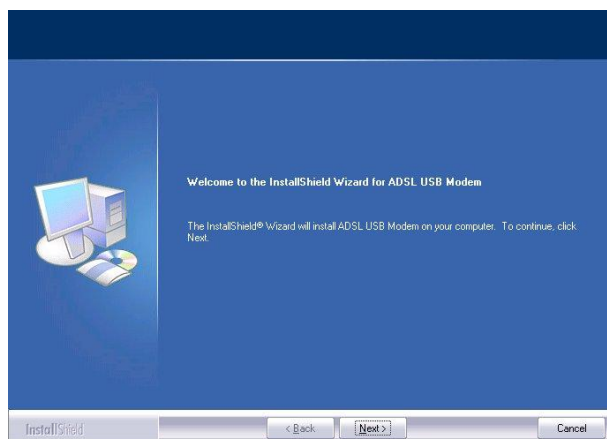 Welcome to the InstallShield Wizard for ADSL USB Modem
The InstallShield® Wizard will install ADSL USB Modem on your computer. To continue, click
Next.
InstallShield
< Back
Next >
Cancel